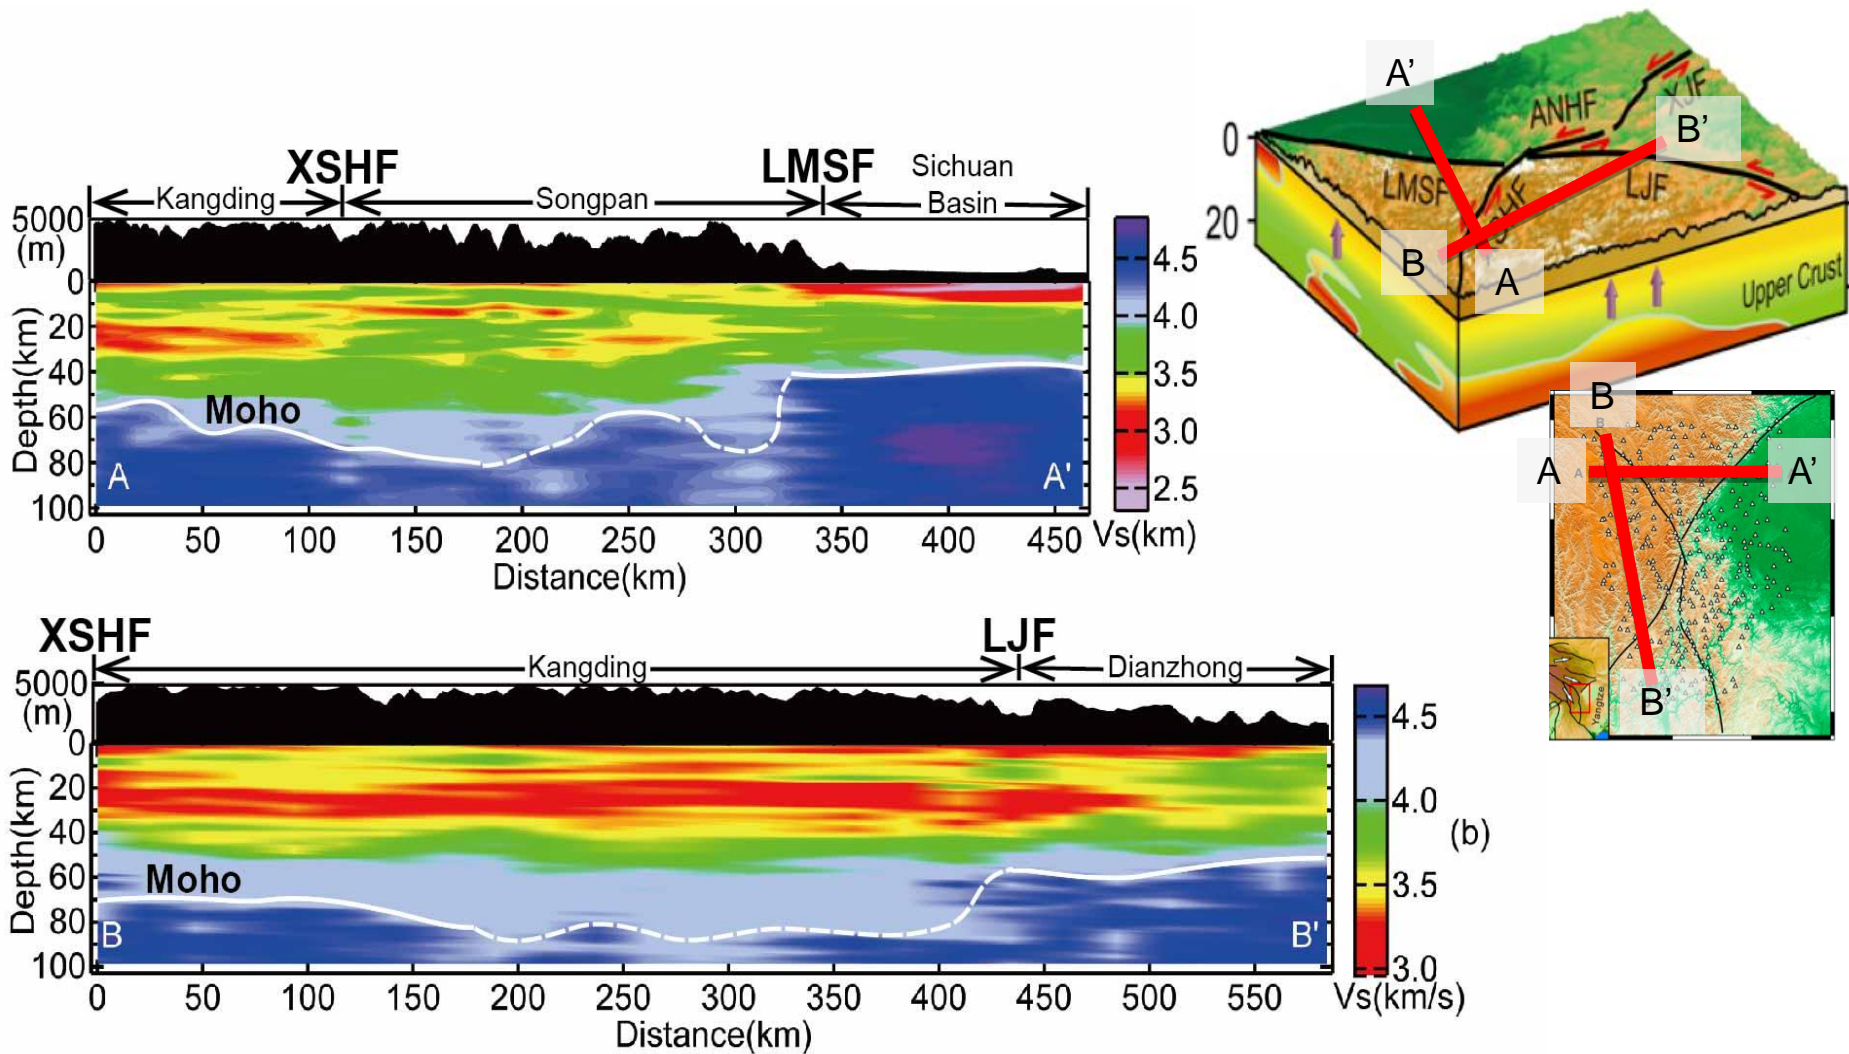 XSHF
LMSF
Sichuan
Kangding
Songpan
Basin
5000
(m)
0
20
40
60
80
100
Depth(km)
Moho
A
A'
0
50
100
150
200
250
300
350
400
450
Distance(km)
4.5
4.0
3.5
3.0
2.5
Vs(km)
XSHF
LJF
Kangding
Dianzhong
5000
(m)
0
20
40
60
80
100
Depth(km)
Moho
B
B'
0
50
100
150
200
250
300
350
400
450
500
550
Distance(km)
4.5
4.0
3.5
3.0
Vs(km/s)
(b)
A’
ANHF
XJF
B’
0
20
LMSF
LJF
B
A
Upper Crust
B
B
A
A
A’
B’
Yangtze